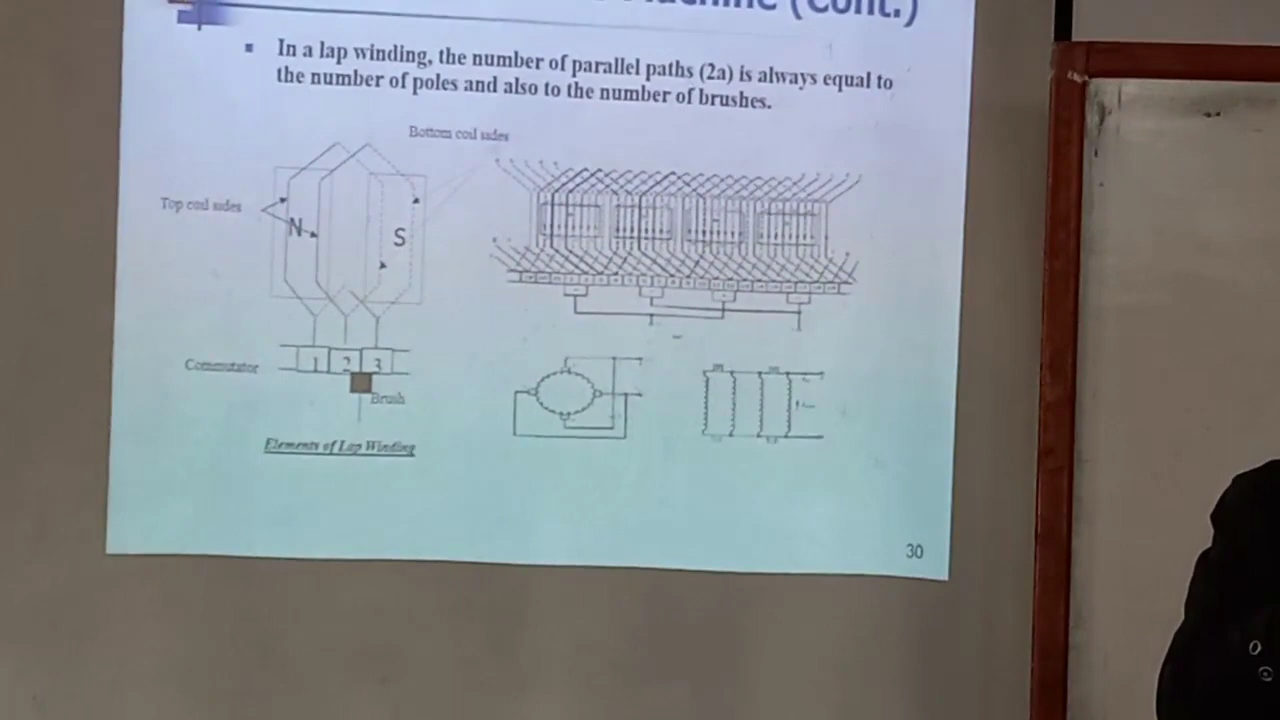 (Cont.)
In a lap winding, the number of parallel paths (2a) is always equal to
the number of poles and also to the number of brushes.
Bottom coil sides
Top coil sides
N
S
Commutator
1 2 3
Brush
Elements of Lap Winding
30